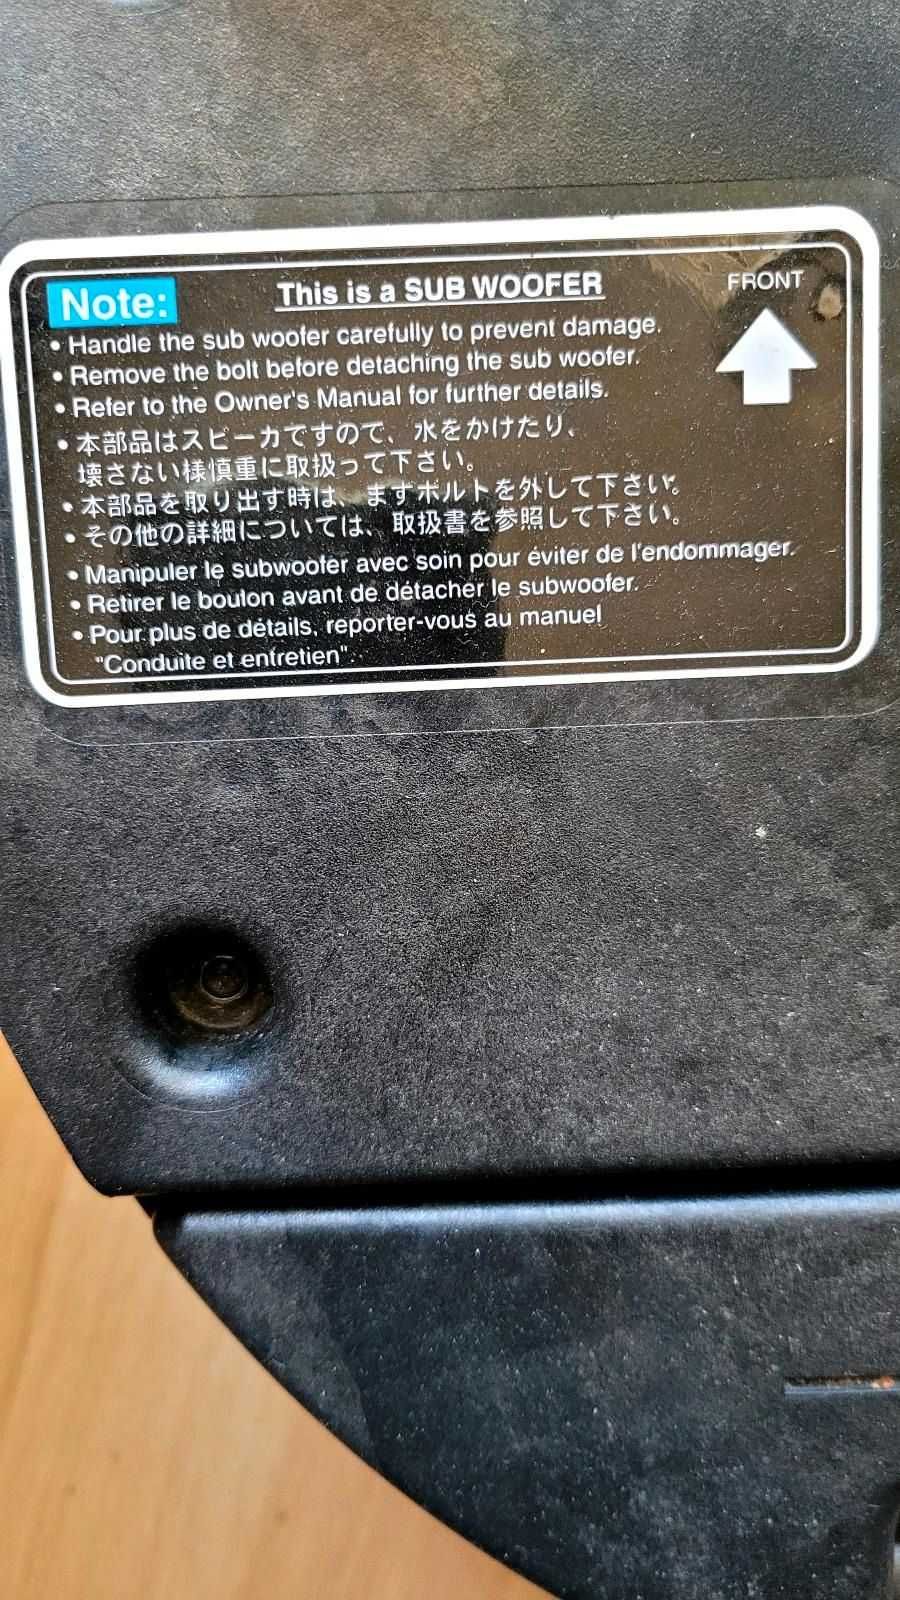 Note:
This is a SUB WOOFER
FRONT
• Handle the sub woofer carefully to prevent damage.
• Remove the bolt before detaching the sub woofer.
• Refer to the Owner's Manual for further details.
• 本部品はスピーカですので、水をかけたり、
壊さない様慎重に取扱って下さい。
• 本部品を取り出す時は、まずボルトを外して下さい。
• その他の詳細については、取扱書を参照して下さい。
• Manipuler le subwoofer avec soin pour éviter de l'endommager.
• Retirer le boulon avant de détacher le subwoofer.
• Pour plus de détails, reporter-vous au manuel
"Conduite et entretien".